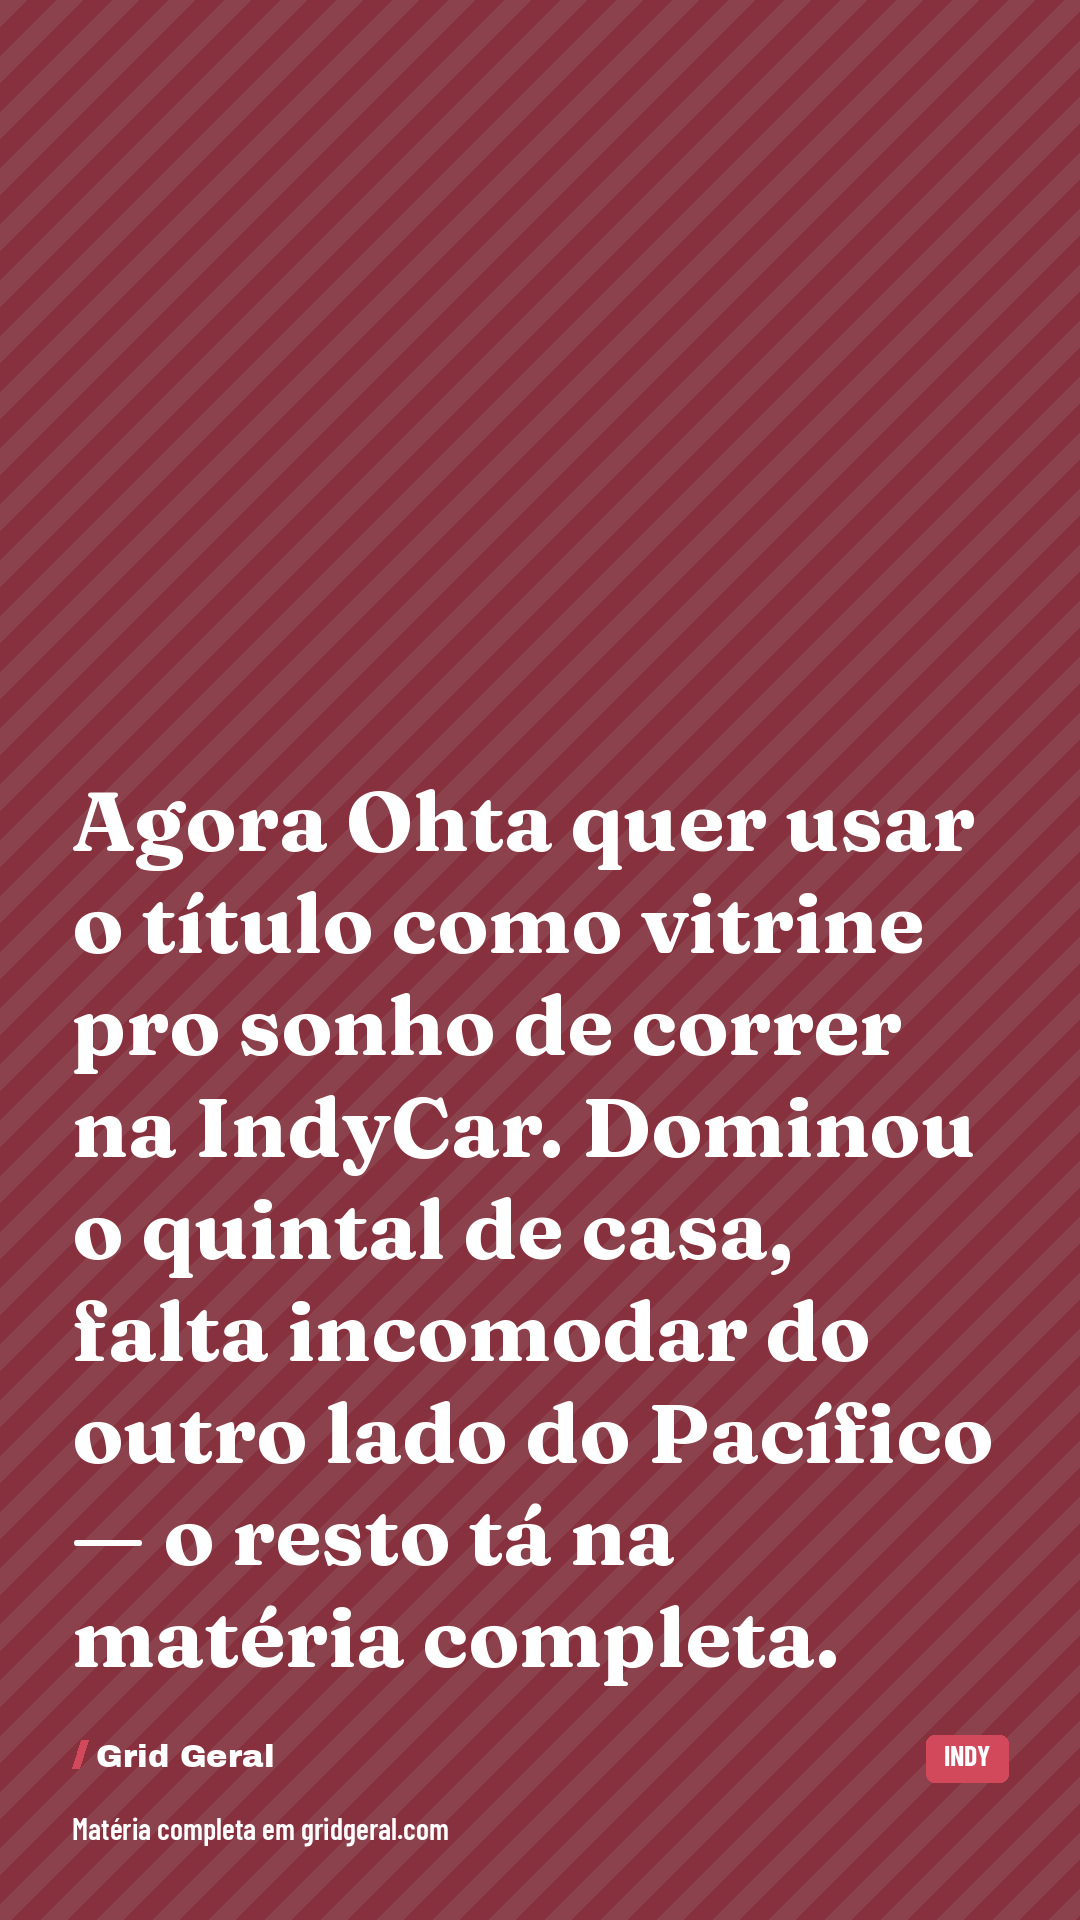 Agora Ohta quer usar
o título como vitrine
pro sonho de correr
na IndyCar. Dominou
o quintal de casa,
falta incomodar do
outro lado do Pacífico
— o resto tá na
matéria completa.
/ Grid Geral
INDY
Matéria completa em gridgeral.com